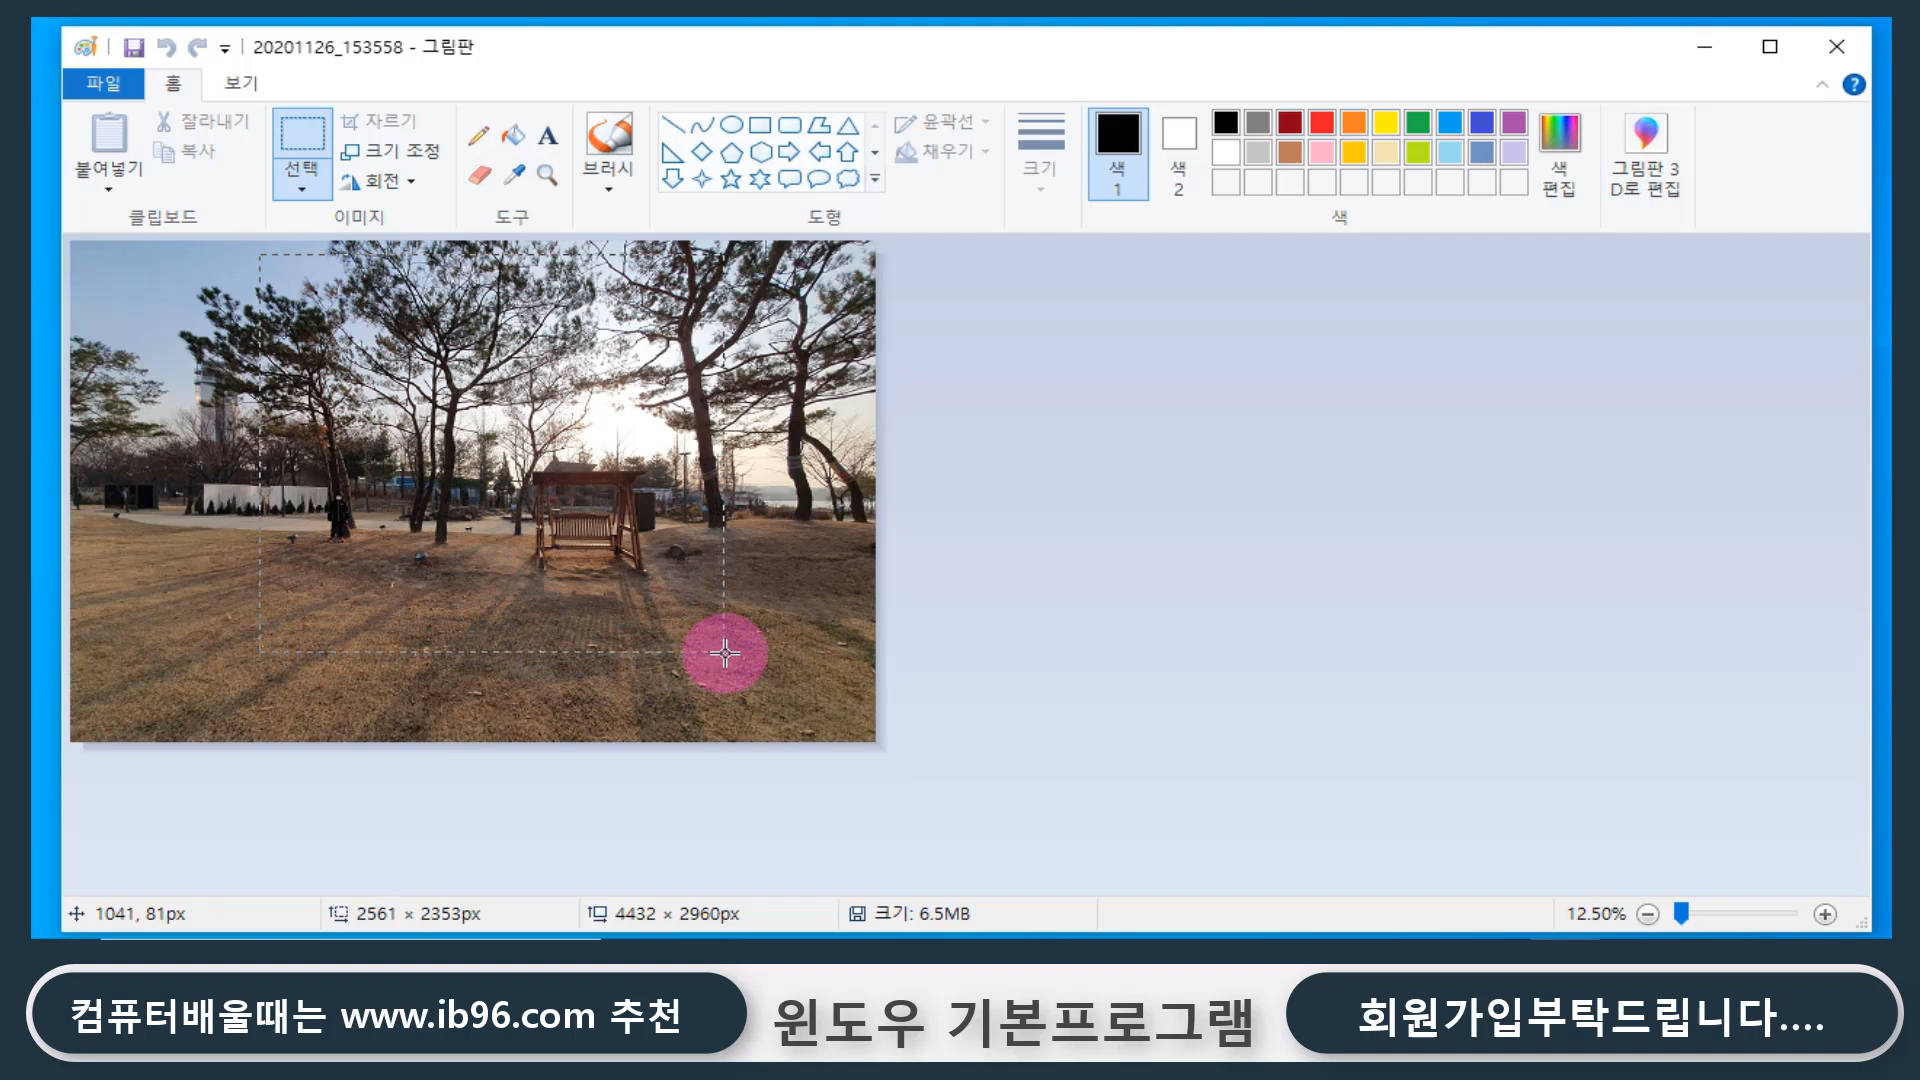 20201126_153558 - 그림판
파일 홈 보기
붙여넣기
잘라내기
복사
클립보드
선택
자르기
크기 조정
회전
이미지
A
도구
브러시
도형
윤곽선
채우기
크기
색
1
색
2
색
편집
색
그림판 3
D로 편집
?
1041, 81px
2561 × 2353px
4432 × 2960px
크기: 6.5MB
12.50%
컴퓨터배울때는 www.ib96.com 추천
윈도우 기본프로그램
회원가입부탁드립니다....